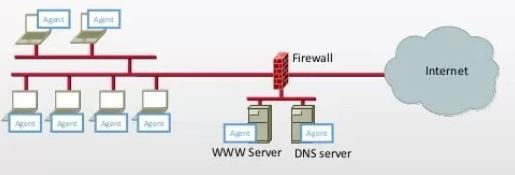 Agent
Agent
Firewall
Internet
Agent
Agent
Agent
Agent
Agent
Agent
WWW Server
DNS server